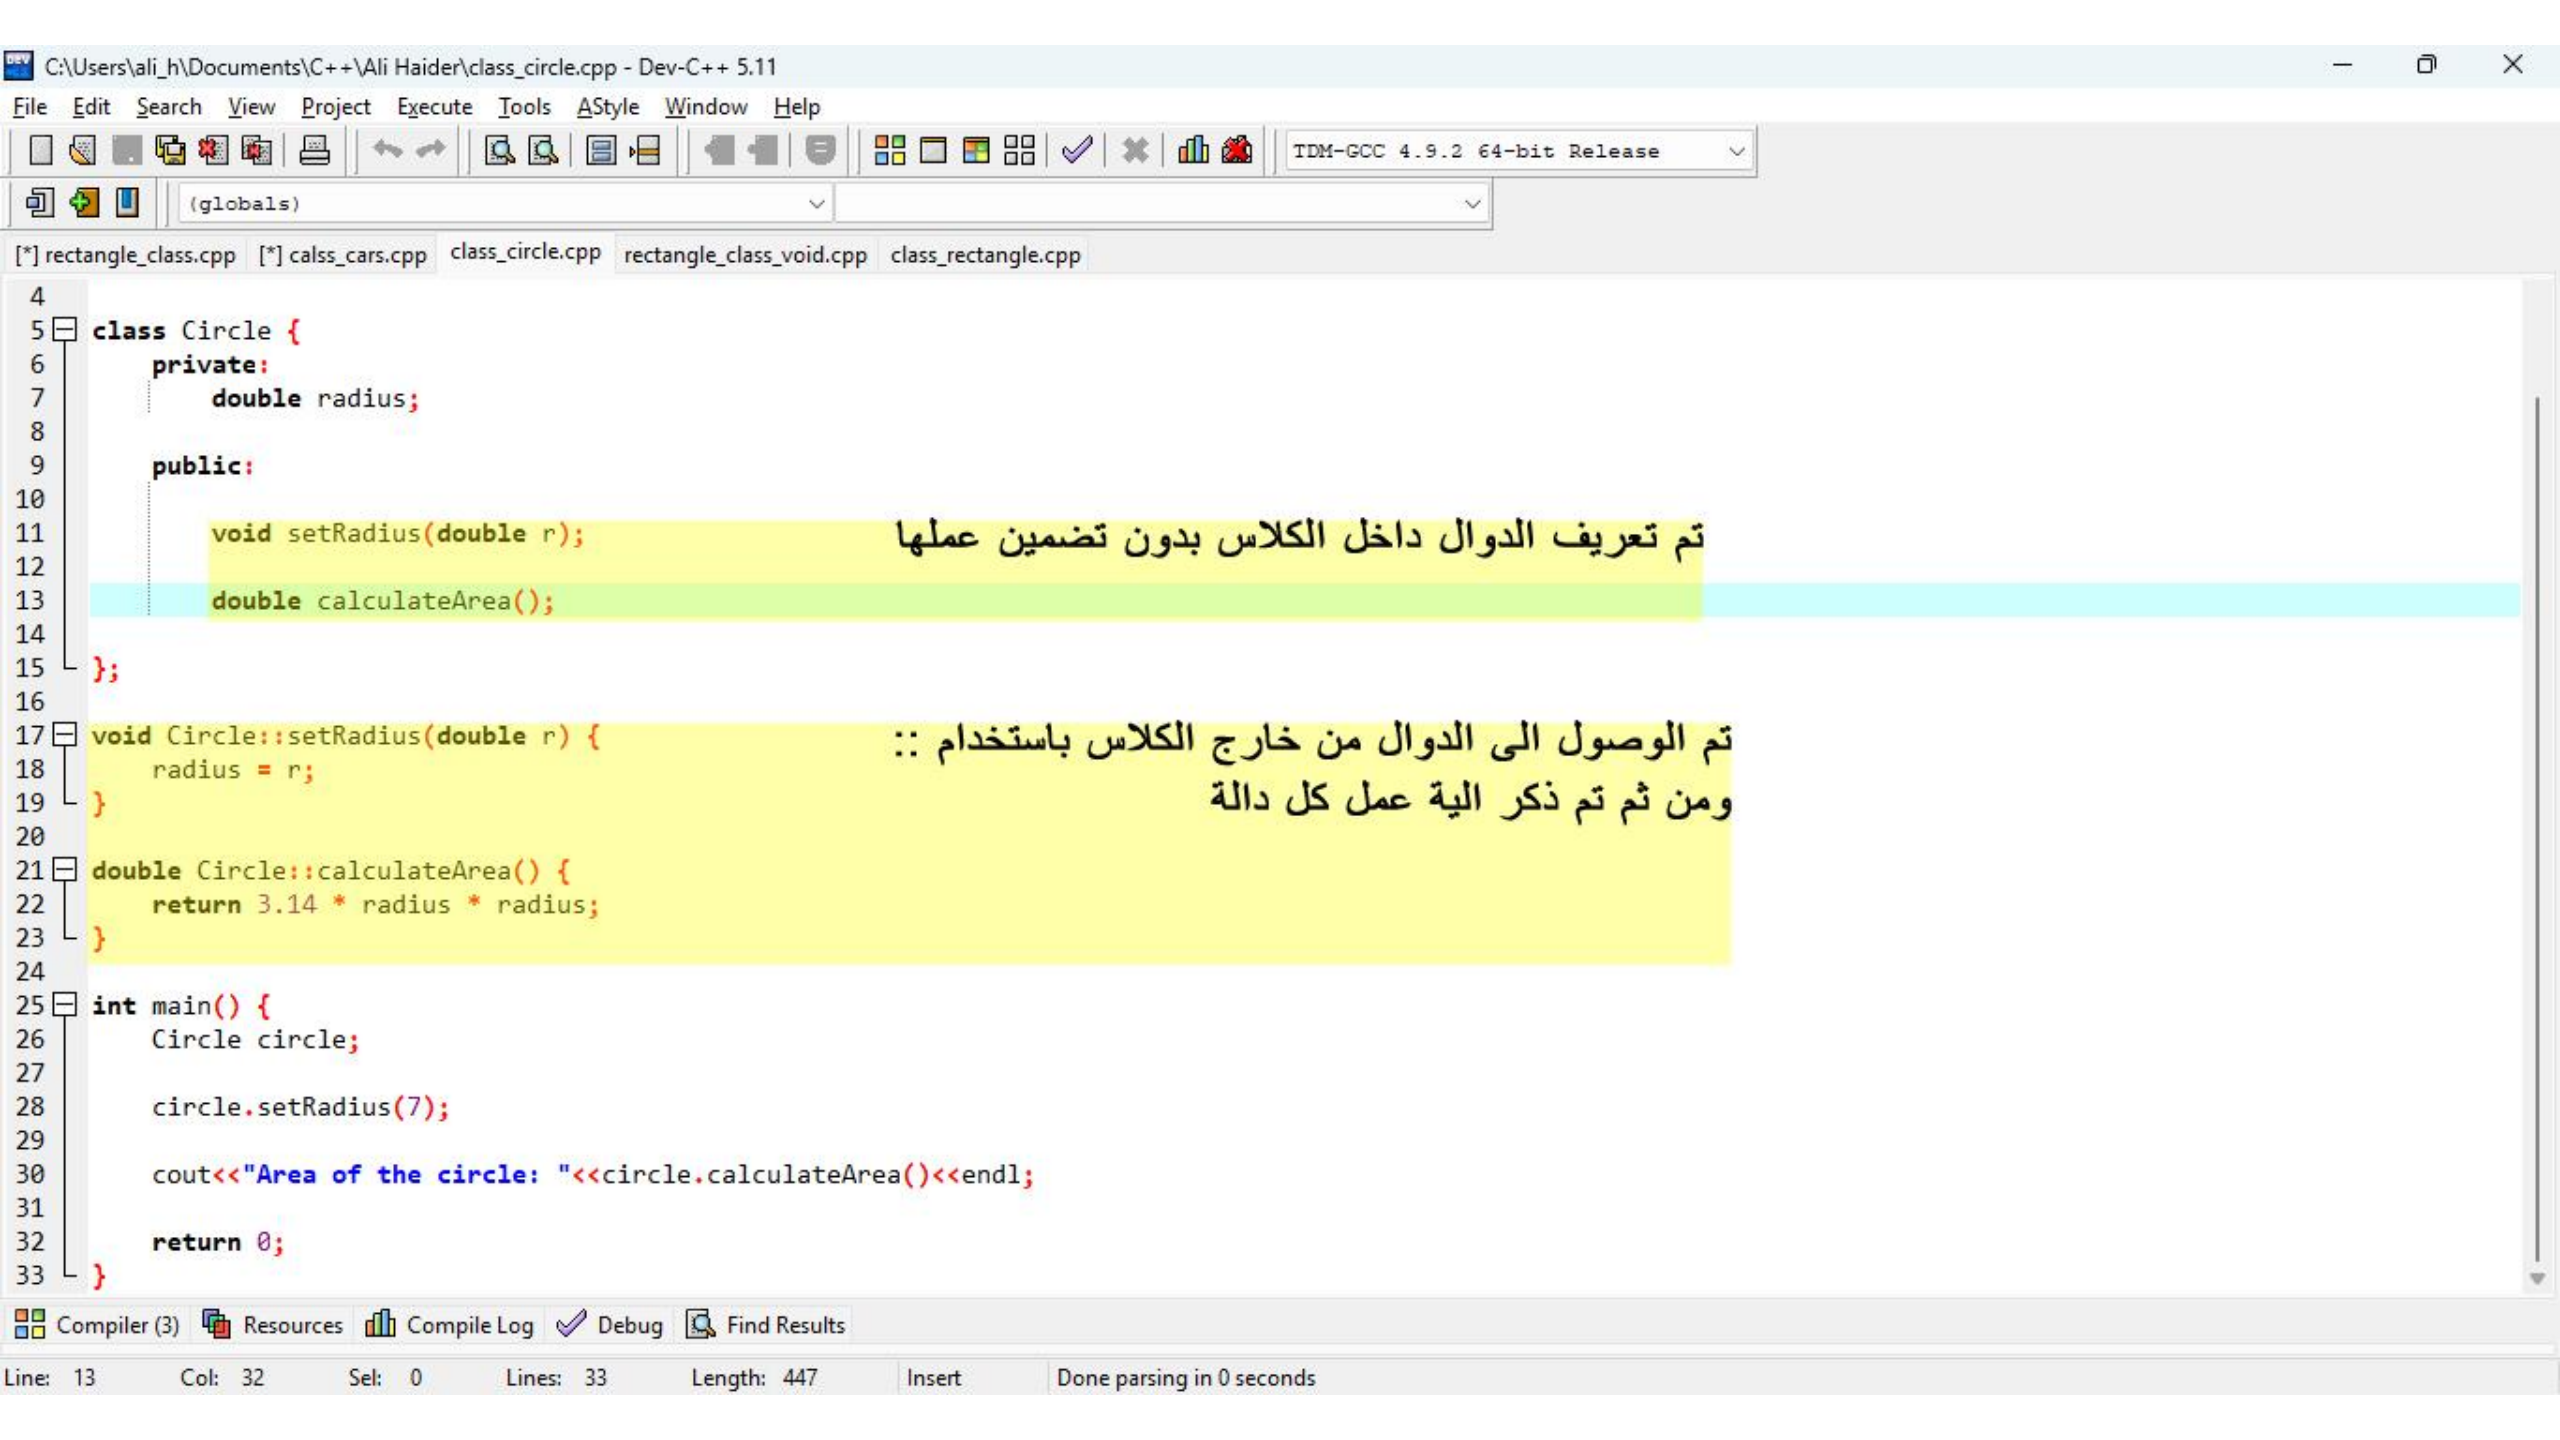 C:\Users\ali_h\Documents\C++\Ali Haider\class_circle.cpp - Dev-C++ 5.11
File Edit Search View Project Execute Tools AStyle Window Help
TDM-GCC 4.9.2 64-bit Release
(globals)
[*] rectangle_class.cpp [*] calss_cars.cpp class_circle.cpp rectangle_class_void.cpp class_rectangle.cpp
4
5 class Circle {
6 private:
7 double radius;
8
9 public:
10
11 void setRadius(double r); تم تعريف الدوال داخل الكلاس بدون تضمين عملها
12
13 double calculateArea();
14
15 };
16
17 void Circle::setRadius(double r) { تم الوصول الى الدوال من خارج الكلاس باستخدام ::
18 radius = r;
19 } ومن ثم تم ذكر الية عمل كل دالة
20
21 double Circle::calculateArea() {
22 return 3.14 * radius * radius;
23 }
24
25 int main() {
26 Circle circle;
27
28 circle.setRadius(7);
29
30 cout<<"Area of the circle: "<<circle.calculateArea()<<endl;
31
32 return 0;
33 }
Compiler (3) Resources Compile Log Debug Find Results
Line: 13 Col: 32 Sel: 0 Lines: 33 Length: 447 Insert Done parsing in 0 seconds